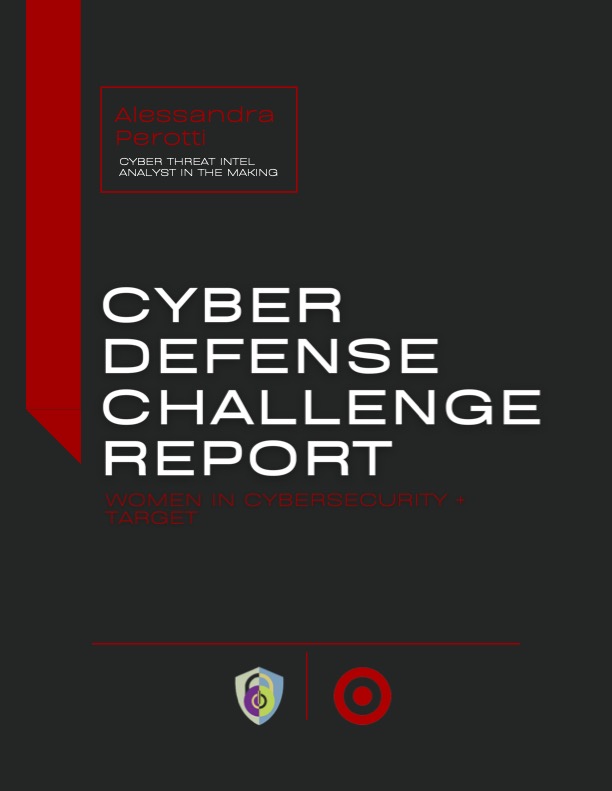 Alessandra
Perotti
CYBER THREAT INTEL
ANALYST IN THE MAKING
CYBER
DEFENSE
CHALLENGE
REPORT
WOMEN IN CYBERSECURITY +
TARGET